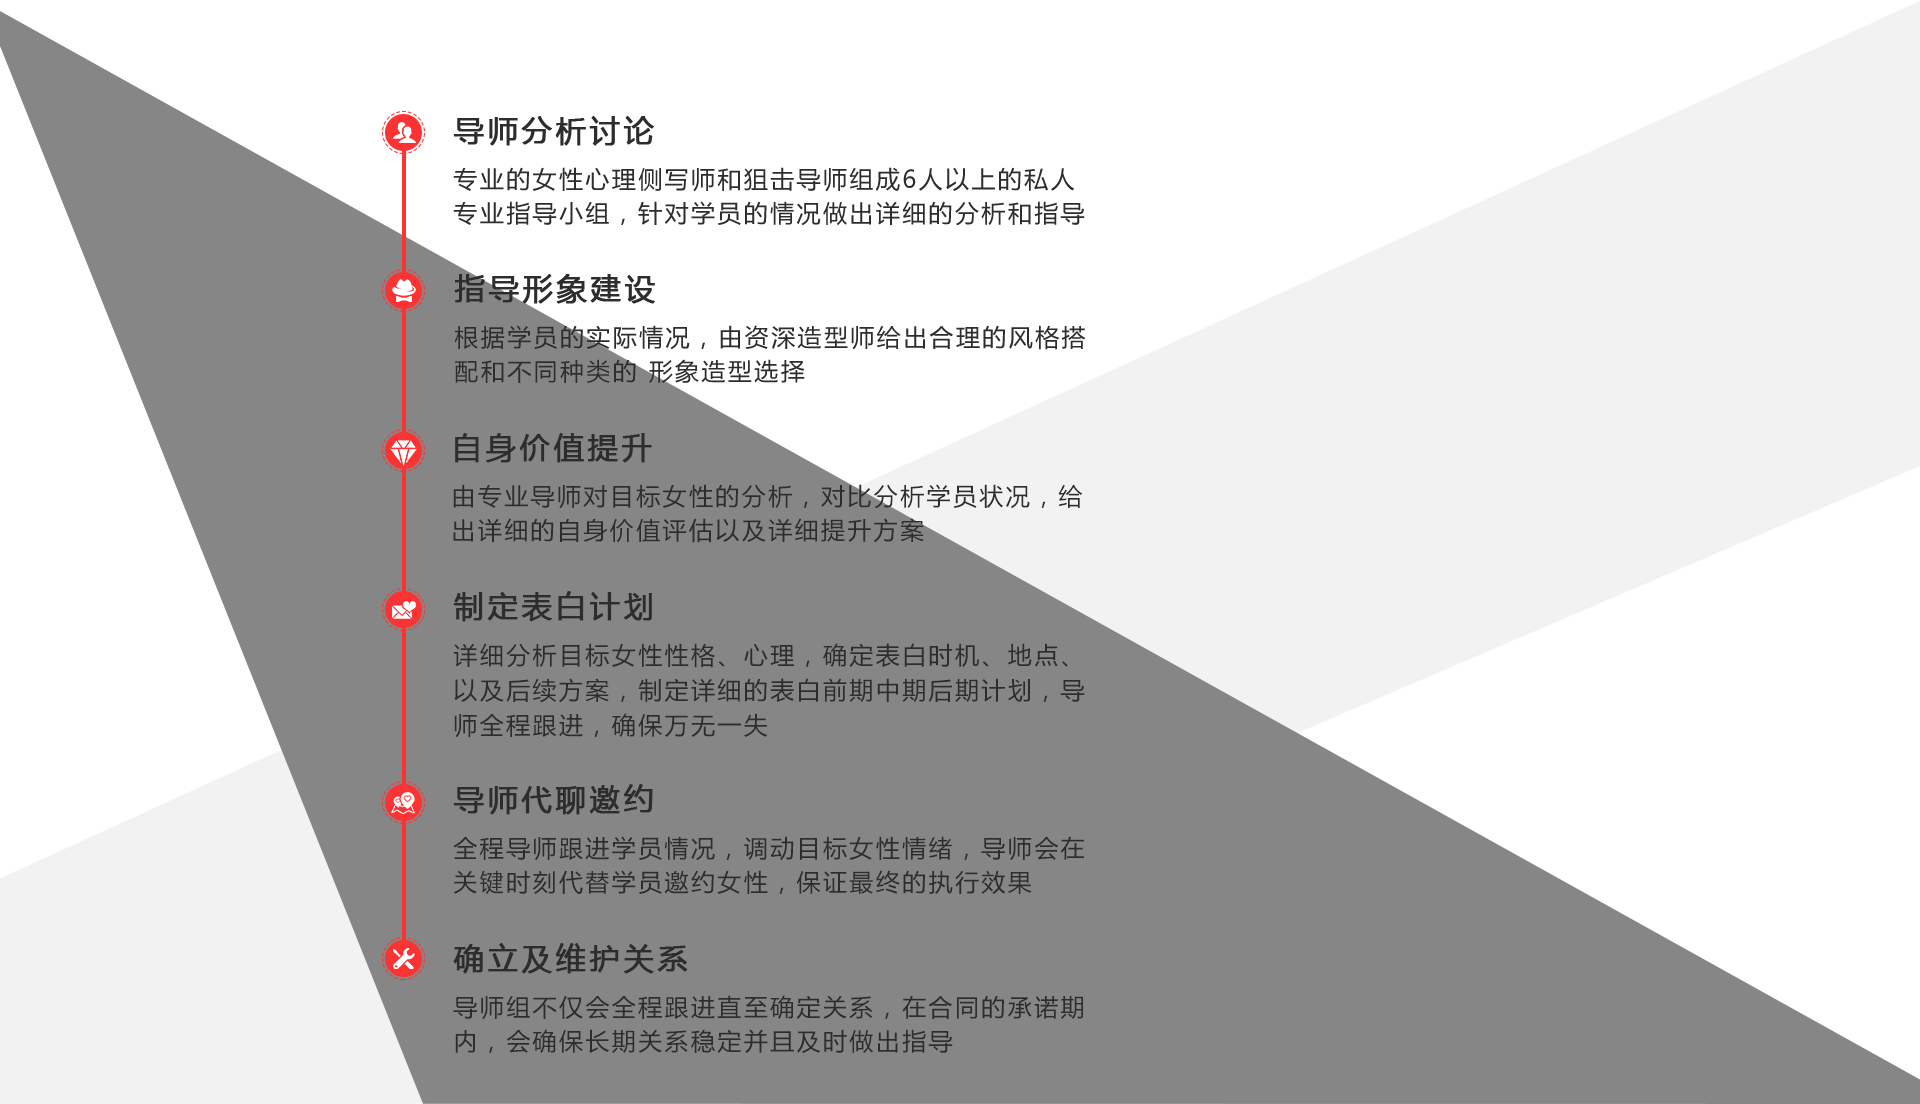 导师分析讨论
专业的女性心理侧写师和狙击导师组成6人以上的私人
专业指导小组，针对学员的情况做出详细的分析和指导
指导形象建设
根据学员的实际情况，由资深造型师给出合理的风格搭
配和不同种类的 形象造型选择
自身价值提升
由专业导师对目标女性的分析，对比分析学员状况，给
出详细的自身价值评估以及详细提升方案
制定表白计划
详细分析目标女性性格、心理，确定表白时机、地点、
以及后续方案，制定详细的表白前期中期后期计划，导
师全程跟进，确保万无一失
导师代聊邀约
全程导师跟进学员情况，调动目标女性情绪，导师会在
关键时刻代替学员邀约女性，保证最终的执行效果
确立及维护关系
导师组不仅会全程跟进直至确定关系，在合同的承诺期
内，会确保长期关系稳定并且及时做出指导